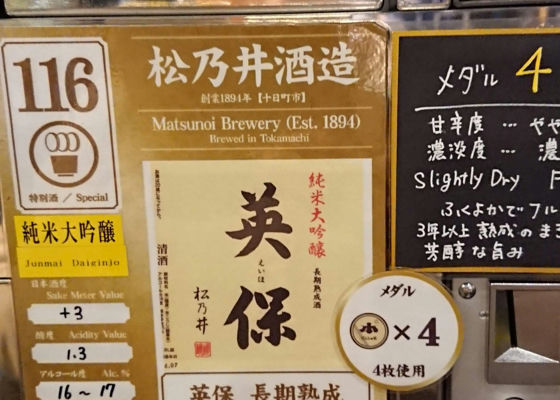 116
特別酒 / Special
純米大吟醸
Junmai Daiginjo
日本酒度
Sake Meter Value
+3
酸度 Acidity Value
1.3
アルコール度 Alc. %
16～17
松乃井酒造
創業1894年【十日町市】
Matsunoi Brewery (Est. 1894)
Brewed in Tokamachi
純米大吟醸
長期熟成酒
英保
えいほ
清酒
松乃井
英保 長期熟成
メダル
小
×4
4枚使用
メダル 4
甘辛度 … やや
濃淡度 … 濃
Slightly Dry F
ふくよかでフル
3年以上熟成のまろ
芳醇な旨み